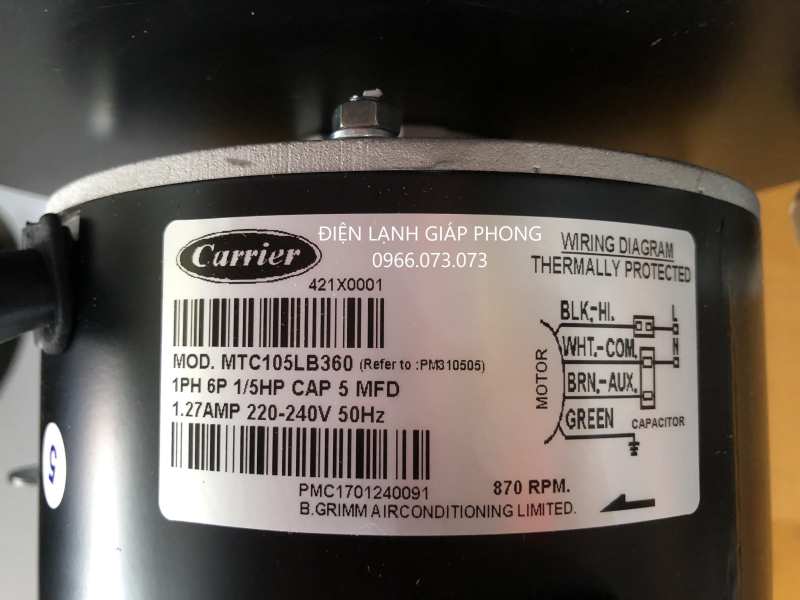 Carrier
ĐIỆN LẠNH GIÁP PHONG
0966.073.073
421X0001
MOD. MTC105LB360 (Refer to :PM310505)
1PH 6P 1/5HP CAP 5 MFD
1.27AMP 220-240V 50Hz
PMC1701240091
870 RPM.
B.GRIMM AIRCONDITIONING LIMITED.
WIRING DIAGRAM
THERMALLY PROTECTED
BLK,-HI.
L
WHT.-COM.
N
BRN,-AUX.
MOTOR
GREEN
CAPACITOR
5